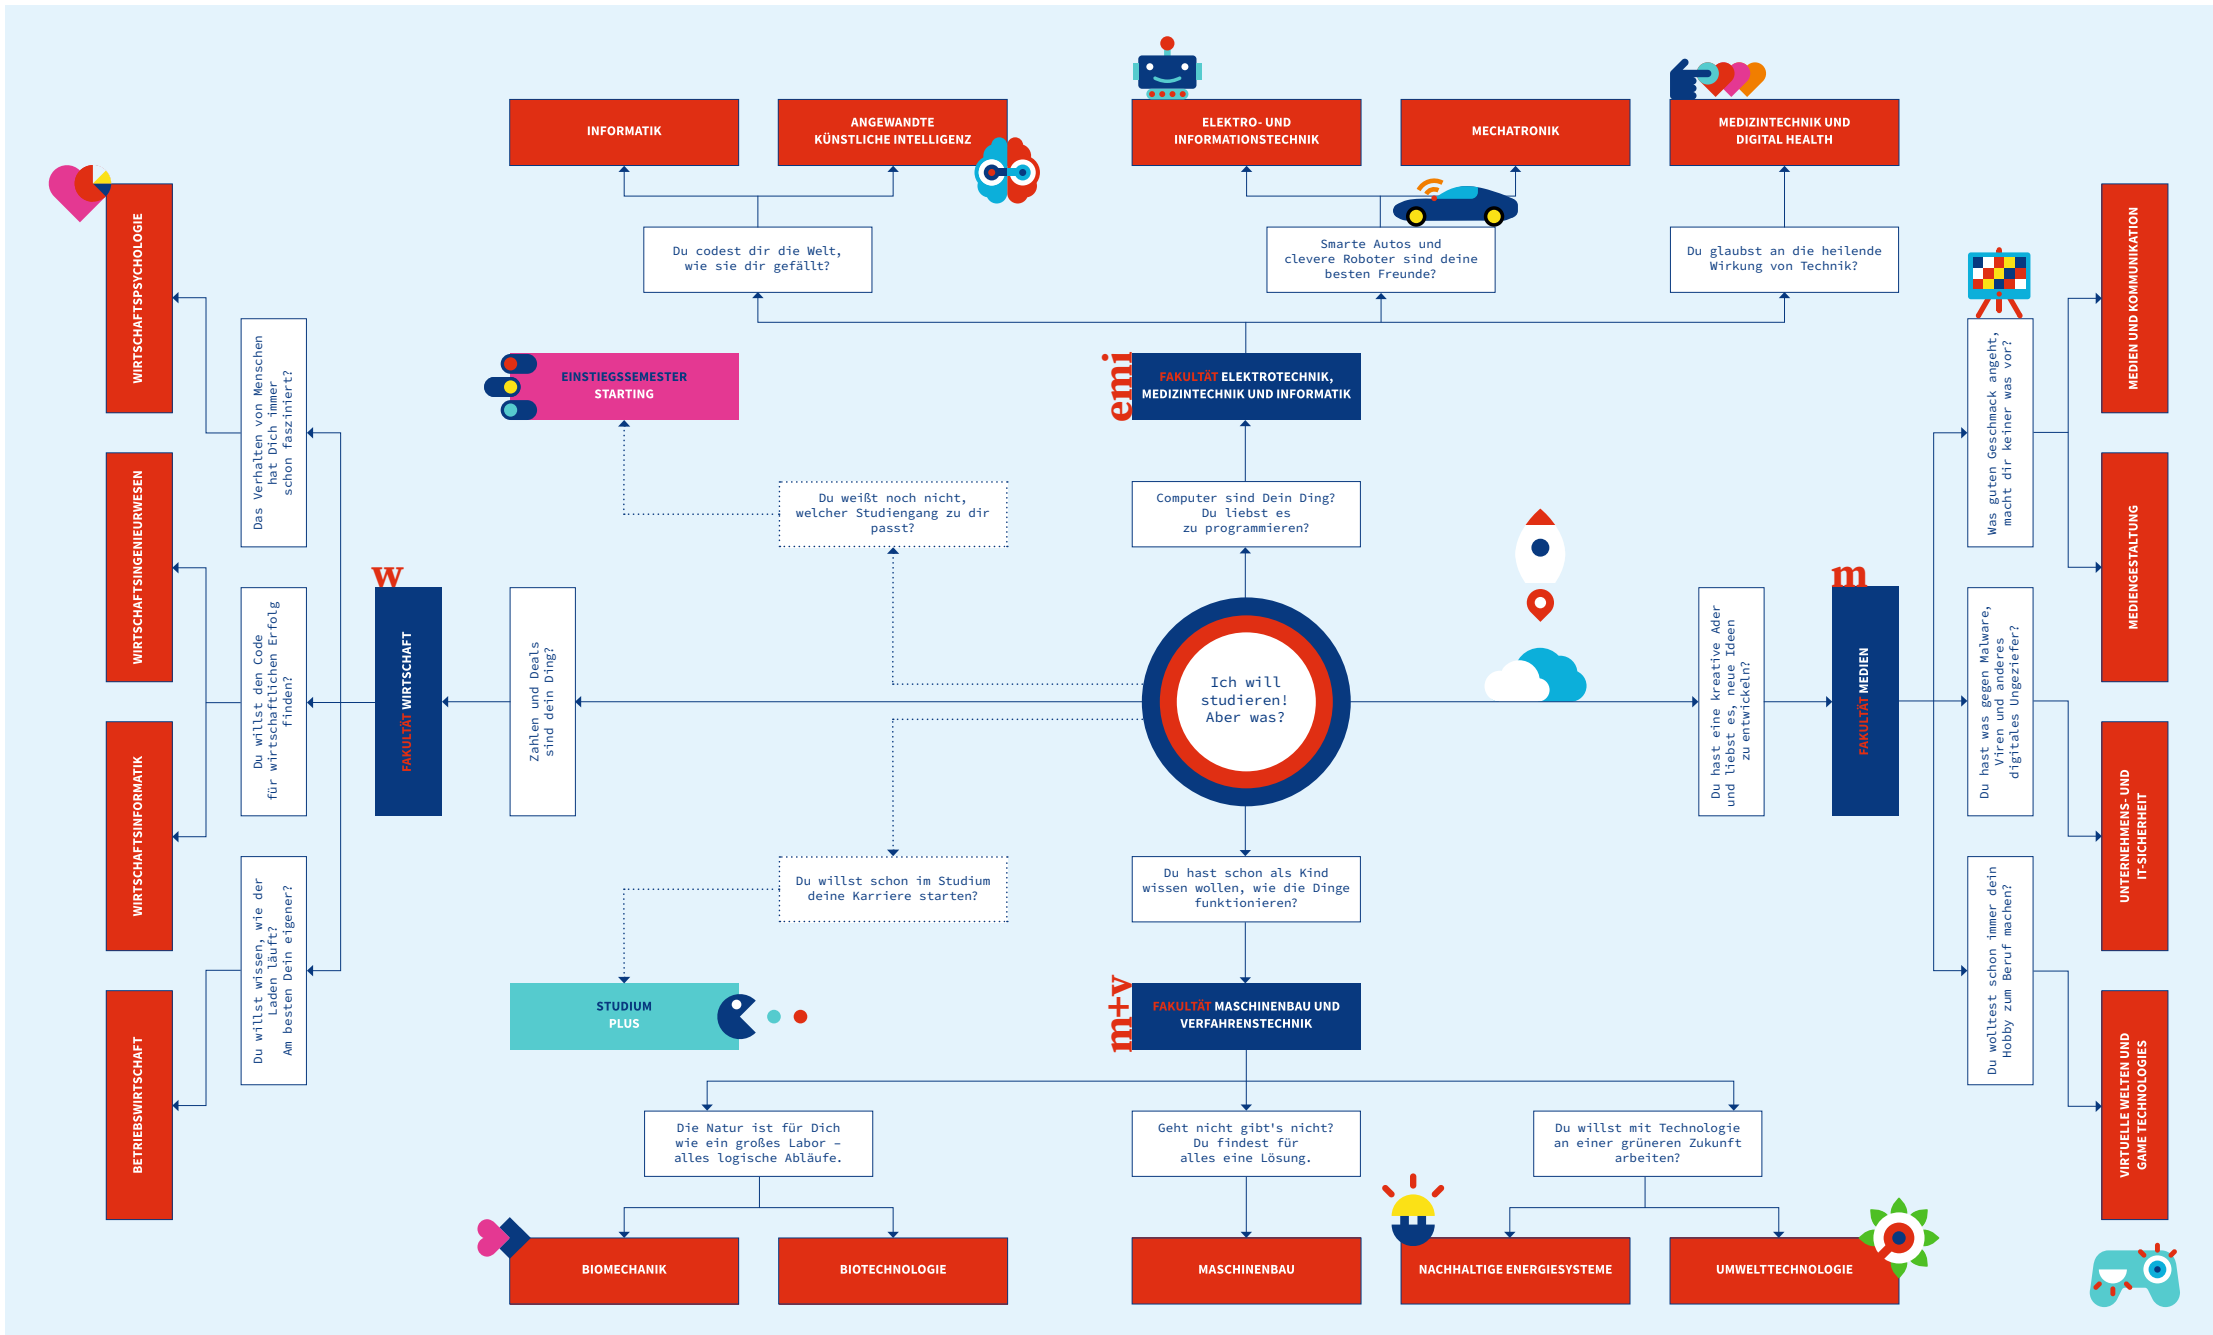 INFORMATIK
ANGEWANDTE
KÜNSTLICHE INTELLIGENZ
ELEKTRO- UND
INFORMATIONSTECHNIK
MECHATRONIK
MEDIZINTECHNIK UND
DIGITAL HEALTH
Du codest dir die Welt,
wie sie dir gefällt?
Smarte Autos und
clevere Roboter sind deine
besten Freunde?
Du glaubst an die heilende
Wirkung von Technik?
EINSTIEGSSEMESTER
STARTING
emi
FAKULTÄT ELEKTROTECHNIK,
MEDIZINTECHNIK UND INFORMATIK
Du weißt noch nicht,
welcher Studiengang zu dir
passt?
Computer sind Dein Ding?
Du liebst es
zu programmieren?
WIRTSCHAFTSPSYCHOLOGIE
WIRTSCHAFTSINGENIEURWESEN
WIRTSCHAFTSINFORMATIK
BETRIEBSWIRTSCHAFT
Das Verhalten von Menschen
hat Dich immer
schon fasziniert?
Du willst den Code
für wirtschaftlichen Erfolg
finden?
Du willst wissen, wie der
Laden läuft?
Am besten Dein eigener?
w
FAKULTÄT WIRTSCHAFT
Zahlen und Deals
sind dein Ding?
Ich will
studieren!
Aber was?
Du hast eine kreative Ader
und liebst es, neue Ideen
zu entwickeln?
m
FAKULTÄT MEDIEN
Was guten Geschmack angeht,
macht dir keiner was vor?
Du hast was gegen Malware,
Viren und anderes
digitales Ungeziefer?
Du wolltest schon immer dein
Hobby zum Beruf machen?
MEDIEN UND KOMMUNIKATION
MEDIENGESTALTUNG
UNTERNEHMENS- UND
IT-SICHERHEIT
VIRTUELLE WELTEN UND
GAME TECHNOLOGIES
Du willst schon im Studium
deine Karriere starten?
Du hast schon als Kind
wissen wollen, wie die Dinge
funktionieren?
STUDIUM
PLUS
m+v
FAKULTÄT MASCHINENBAU UND
VERFAHRENSTECHNIK
Die Natur ist für Dich
wie ein großes Labor –
alles logische Abläufe.
Geht nicht gibt's nicht?
Du findest für
alles eine Lösung.
Du willst mit Technologie
an einer grüneren Zukunft
arbeiten?
BIOMECHANIK
BIOTECHNOLOGIE
MASCHINENBAU
NACHHALTIGE ENERGIESYSTEME
UMWELTTECHNOLOGIE